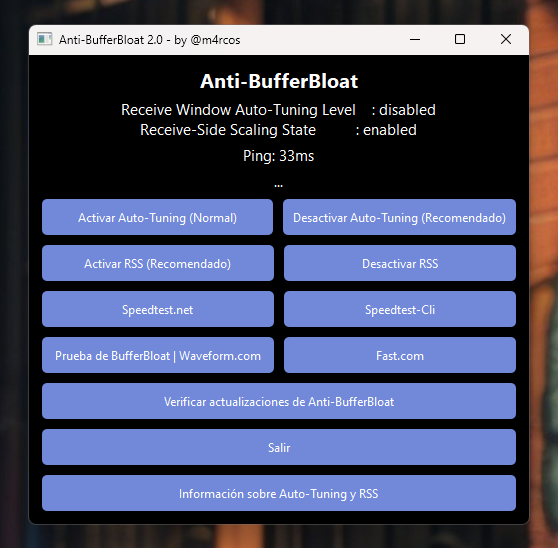 Anti-BufferBloat 2.0 - by @m4rcos
Anti-BufferBloat
Receive Window Auto-Tuning Level : disabled
Receive-Side Scaling State : enabled
Ping: 33ms
...
Activar Auto-Tuning (Normal)
Desactivar Auto-Tuning (Recomendado)
Activar RSS (Recomendado)
Desactivar RSS
Speedtest.net
Speedtest-Cli
Prueba de BufferBloat | Waveform.com
Fast.com
Verificar actualizaciones de Anti-BufferBloat
Salir
Información sobre Auto-Tuning y RSS